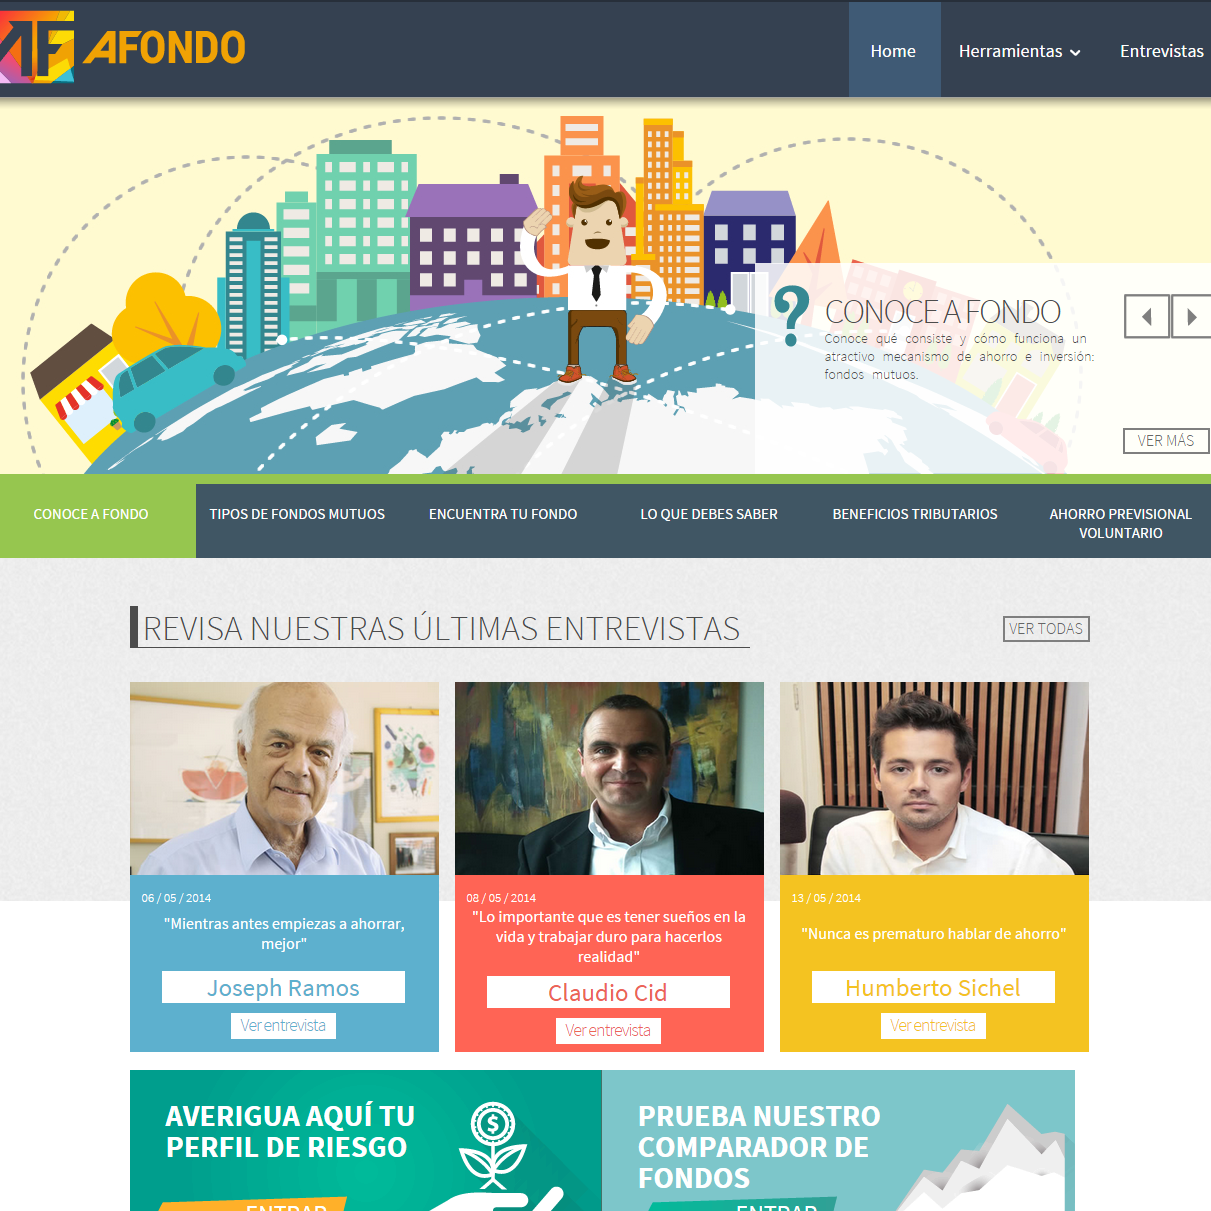 AFONDO
Home
Herramientas
Entrevistas
?
CONOCE A FONDO
Conoce qué consiste y cómo funciona un
atractivo mecanismo de ahorro e inversión:
fondos mutuos.
VER MÁS
CONOCE A FONDO
TIPOS DE FONDOS MUTUOS
ENCUENTRA TU FONDO
LO QUE DEBES SABER
BENEFICIOS TRIBUTARIOS
AHORRO PREVISIONAL
VOLUNTARIO
REVISA NUESTRAS ÚLTIMAS ENTREVISTAS
VER TODAS
06 / 05 / 2014
"Mientras antes empiezas a ahorrar,
mejor"
Joseph Ramos
Ver entrevista
08 / 05 / 2014
"Lo importante que es tener sueños en la
vida y trabajar duro para hacerlos
realidad"
Claudio Cid
Ver entrevista
13 / 05 / 2014
"Nunca es prematuro hablar de ahorro"
Humberto Sichel
Ver entrevista
AVERIGUA AQUÍ TU
PERFIL DE RIESGO
$
ENTRAR
PRUEBA NUESTRO
COMPARADOR DE
FONDOS
ENTRAR